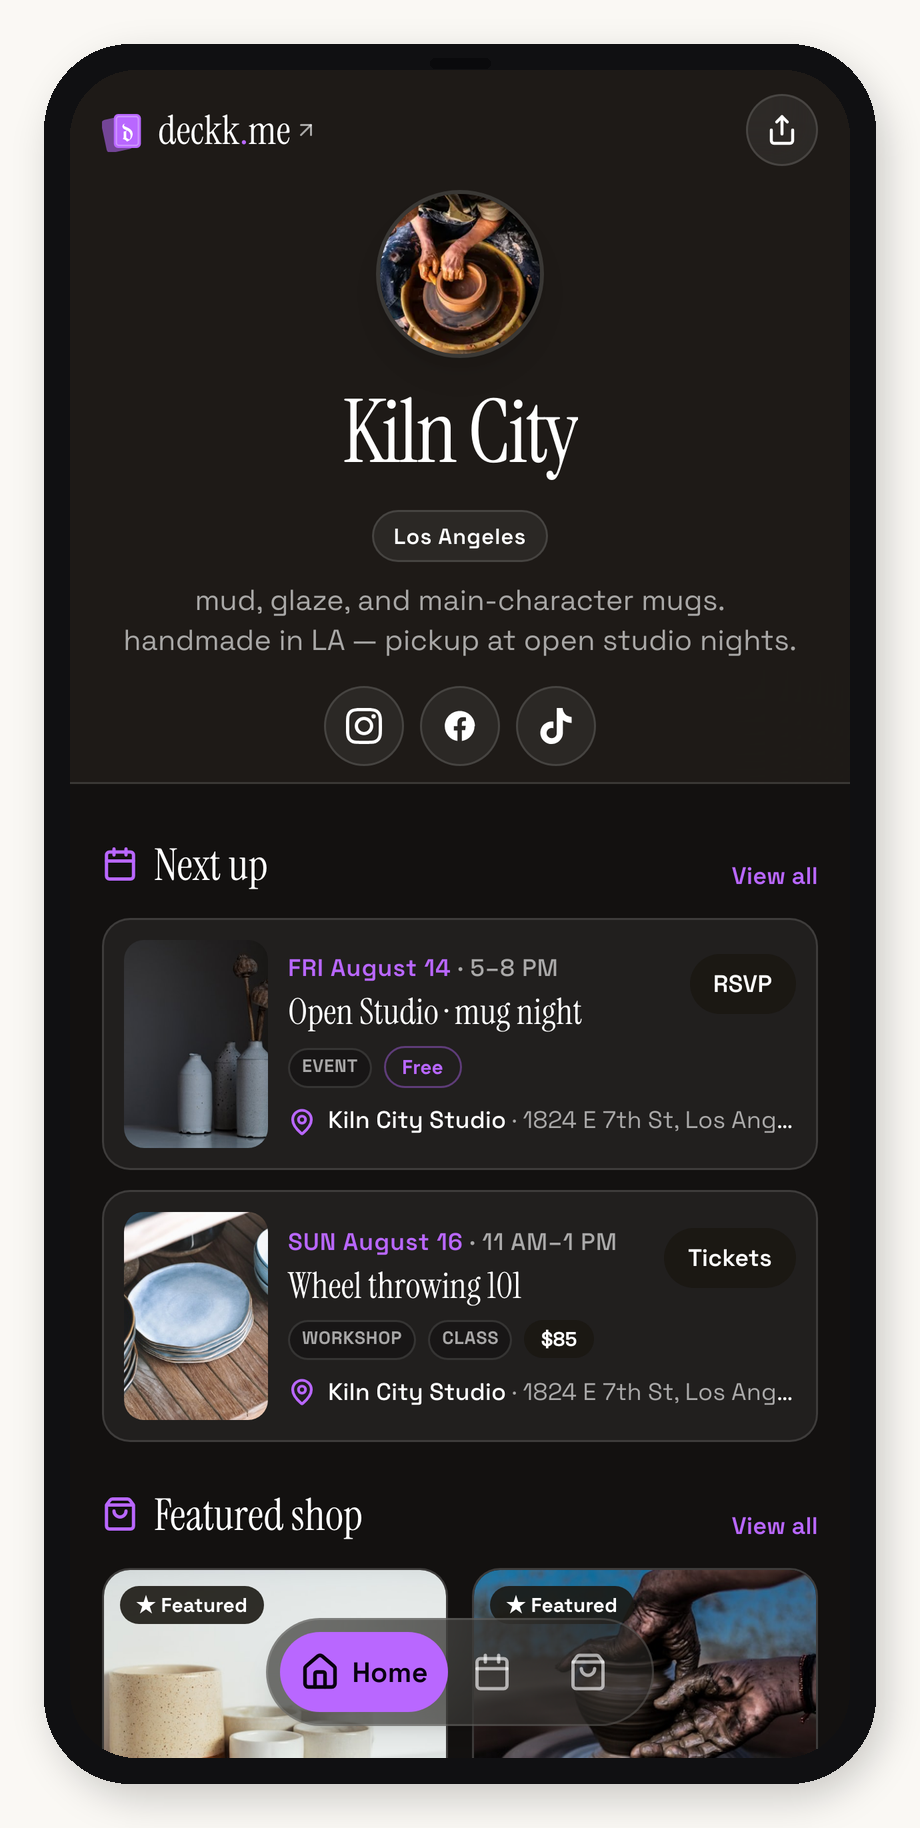 deckk.me
Kiln City
Los Angeles
mud, glaze, and main-character mugs.
handmade in LA — pickup at open studio nights.
Next up
View all
FRI August 14 · 5–8 PM
RSVP
Open Studio · mug night
EVENT Free
Kiln City Studio · 1824 E 7th St, Los Ang...
SUN August 16 · 11 AM–1 PM
Tickets
Wheel throwing 101
WORKSHOP CLASS $85
Kiln City Studio · 1824 E 7th St, Los Ang...
Featured shop
View all
★ Featured
★ Featured
Home